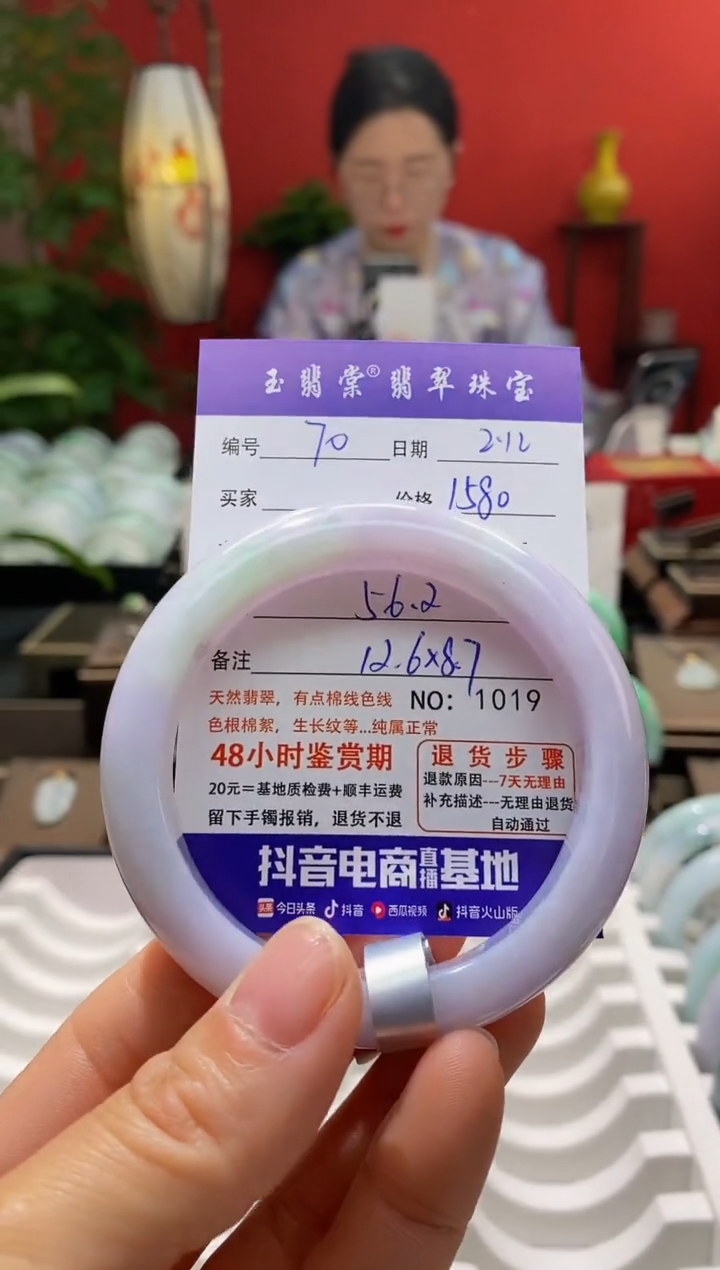 玉翡棠®翡翠珠宝
编号 70 日期 2.12
买家 价格 1580
56.2
备注 12.6x8.7
天然翡翠，有点棉线色线 NO: 1019
色根棉絮，生长纹等...纯属正常
48小时鉴赏期
退货步骤
20元=基地质检费+顺丰运费
退款原因---7天无理由
留下手镯报销，退货不退
补充描述---无理由退货
自动通过
抖音电商直播基地
头条 今日头条 抖音 西瓜视频 抖音火山版